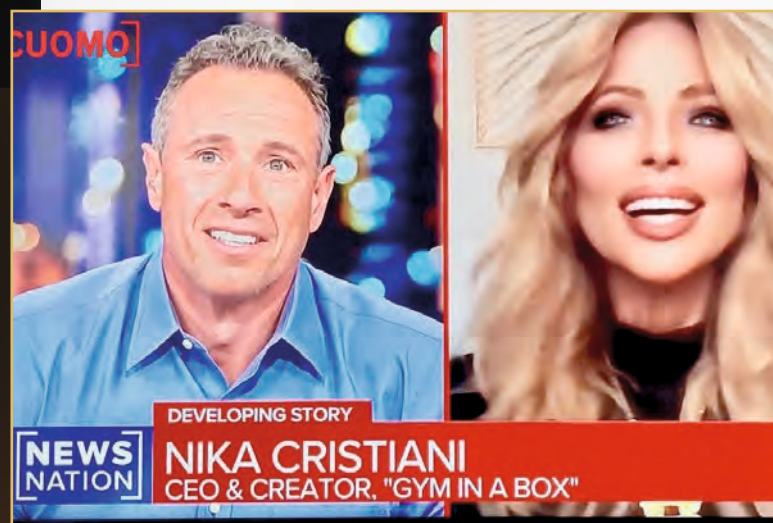 CUOMO]
DEVELOPING STORY
[NEWS
NATION]
NIKA CRISTIANI
CEO & CREATOR, "GYM IN A BOX"